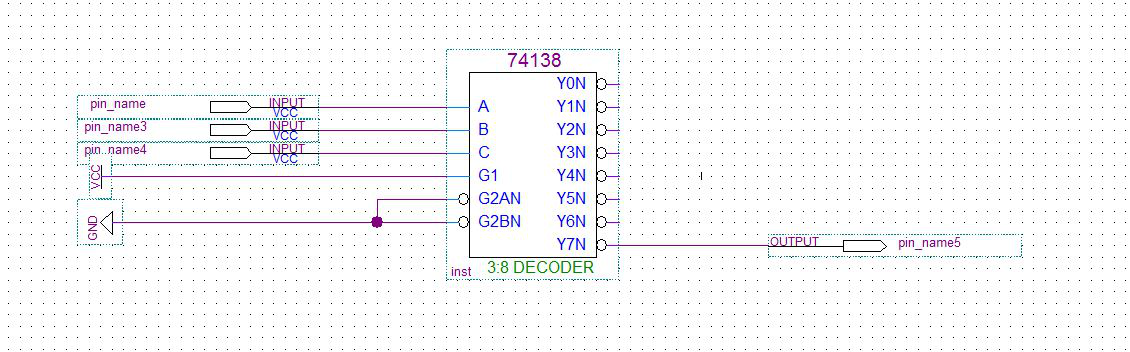 74138
pin_name INPUT
VCC
pin_name3 INPUT
VCC
pin_name4 INPUT
VCC
VCC
GND
A
B
C
G1
G2AN
G2BN
Y0N
Y1N
Y2N
Y3N
Y4N
Y5N
Y6N
Y7N
OUTPUT pin_name5
inst 3:8 DECODER